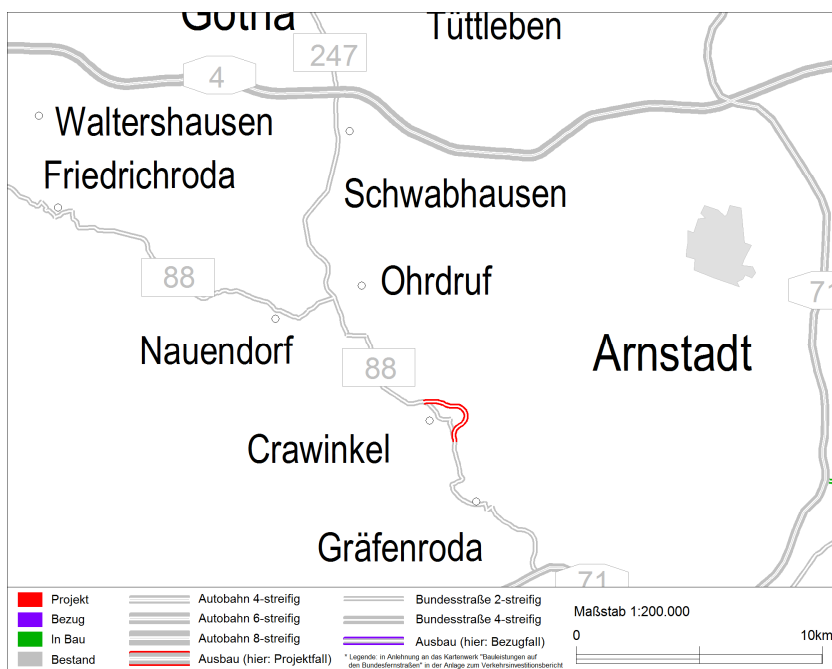 Gotha
Tüttleben
247
4
Waltershausen
Friedrichroda
Schwabhausen
88
Ohrdruf
71
Nauendorf
88
Arnstadt
Crawinkel
Gräfenroda
71
Projekt
Bezug
In Bau
Bestand
Autobahn 4-streifig
Autobahn 6-streifig
Autobahn 8-streifig
Ausbau (hier: Projektfall)
Bundesstraße 2-streifig
Bundesstraße 4-streifig
Ausbau (hier: Bezugfall)
* Legende: in Anlehnung an das Kartenwerk "Bauleistungen auf
den Bundesfernstraßen" in der Anlage zum Verkehrsinvestitionsbericht
Maßstab 1:200.000
0 10km